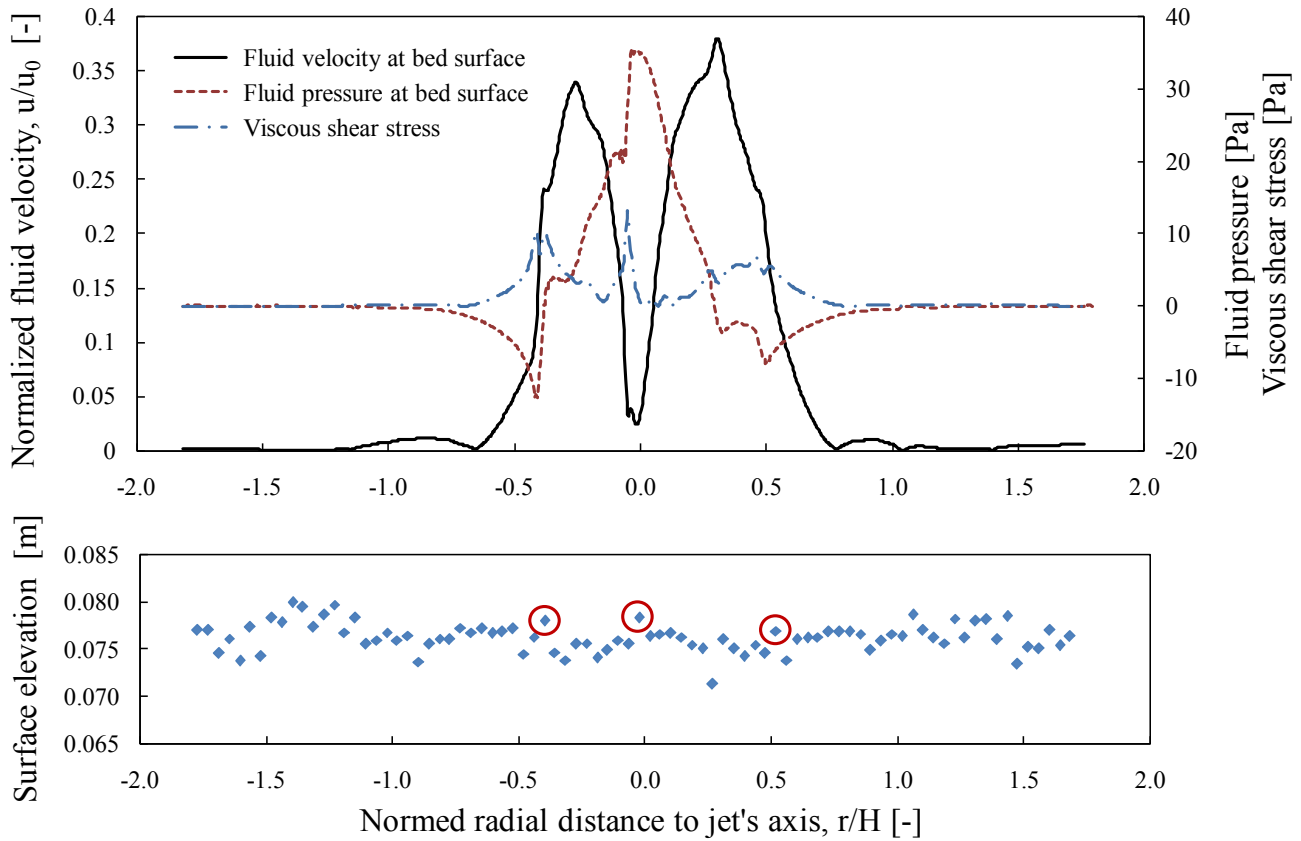 Normalized fluid velocity, u/u0 [-]
0.4
0.35
0.3
0.25
0.2
0.15
0.1
0.05
0
Fluid velocity at bed surface
Fluid pressure at bed surface
Viscous shear stress
40
30
20
10
0
-10
-20
Fluid pressure [Pa]
Viscous shear stress [Pa]
-2.0 -1.5 -1.0 -0.5 0.0 0.5 1.0 1.5 2.0
Surface elevation [m]
0.085
0.080
0.075
0.070
0.065
-2.0 -1.5 -1.0 -0.5 0.0 0.5 1.0 1.5 2.0
Normed radial distance to jet's axis, r/H [-]